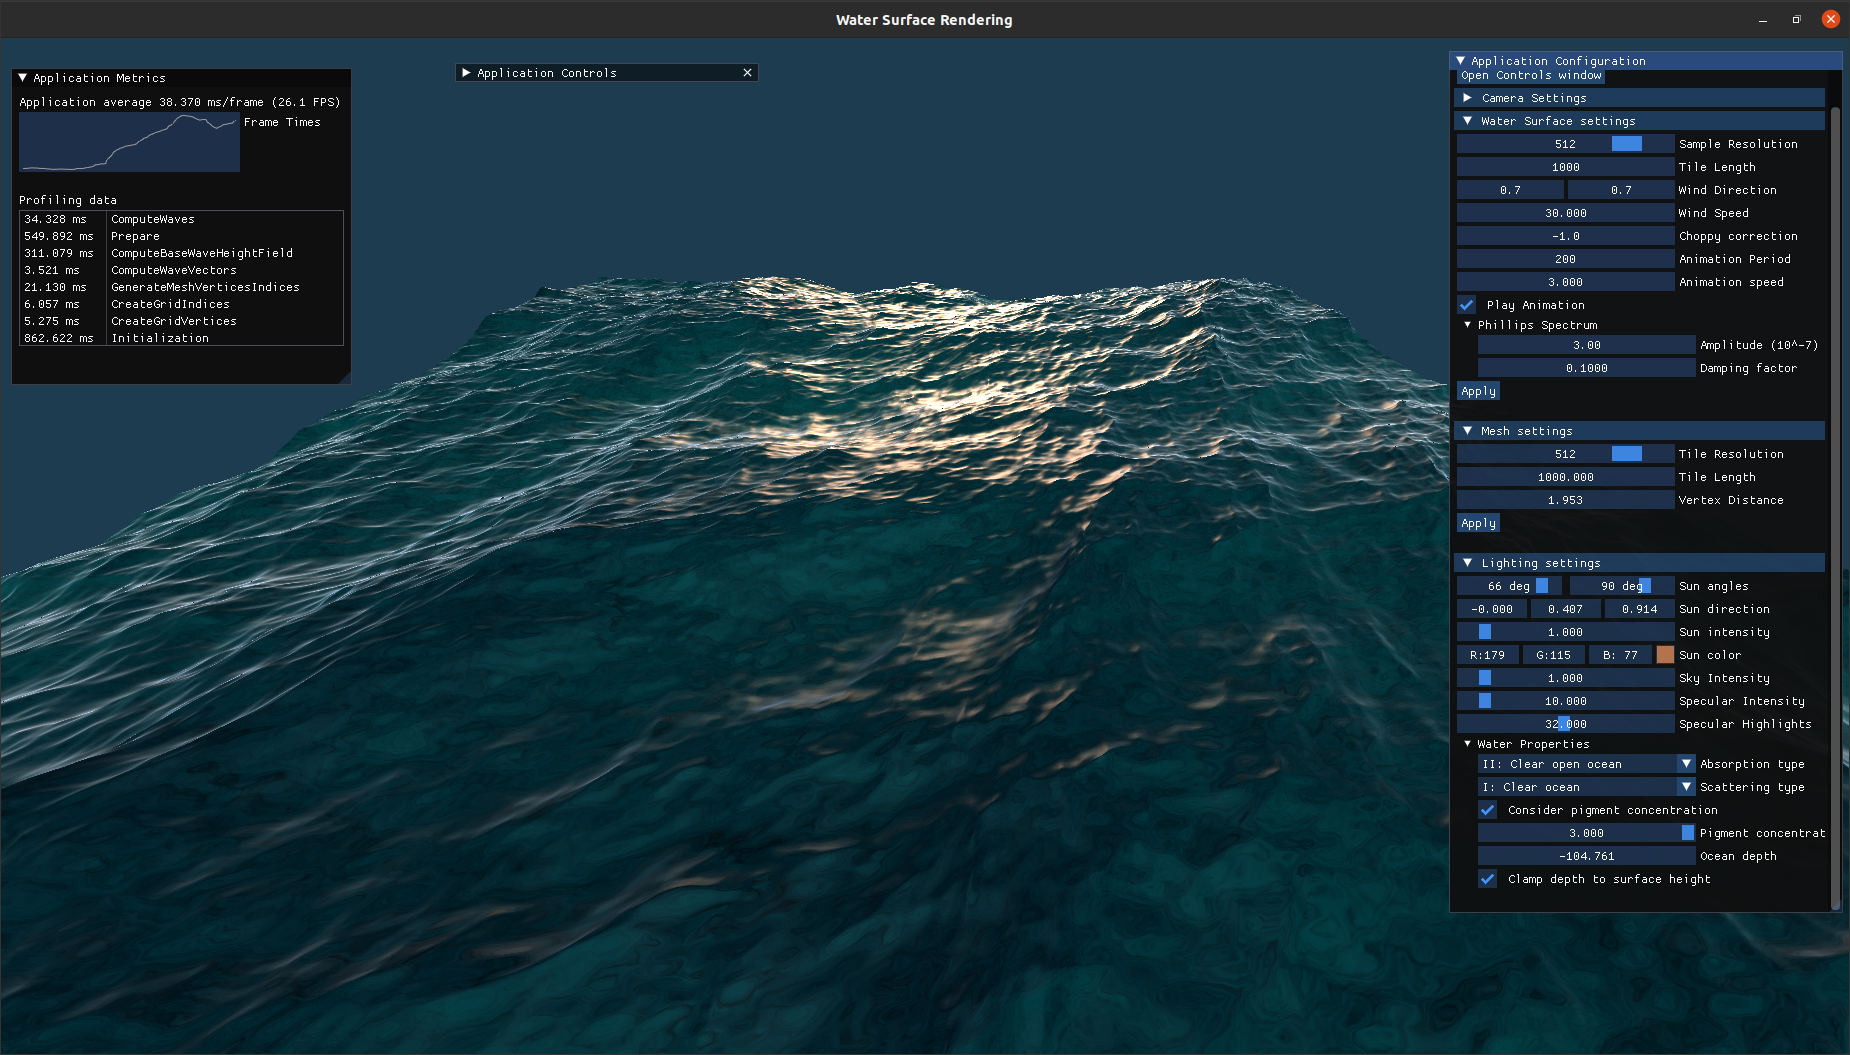 Water Surface Rendering
Application Metrics
Application average 38.370 ms/frame (26.1 FPS)
Frame Times
Profiling data
34.328 ms ComputeWaves
549.892 ms Prepare
311.079 ms ComputeBaseWaveHeightField
3.521 ms ComputeWaveVectors
21.130 ms GenerateMeshVerticesIndices
6.057 ms CreateGridIndices
5.275 ms CreateGridVertices
862.622 ms Initialization
Application Controls
Application Configuration
Open Controls window
Camera Settings
Water Surface settings
512 Sample Resolution
1000 Tile Length
0.7 0.7 Wind Direction
30.000 Wind Speed
-1.0 Choppy correction
200 Animation Period
3.000 Animation speed
Play Animation
Phillips Spectrum
3.00 Amplitude (10^-7)
0.1000 Damping factor
Apply
Mesh settings
512 Tile Resolution
1000.000 Tile Length
1.953 Vertex Distance
Apply
Lighting settings
66 deg 90 deg Sun angles
-0.000 0.407 0.914 Sun direction
1.000 Sun intensity
R:179 G:115 B: 77 Sun color
1.000 Sky Intensity
10.000 Specular Intensity
32.000 Specular Highlights
Water Properties
II: Clear open ocean Absorption type
I: Clear ocean Scattering type
Consider pigment concentration
3.000 Pigment concentrat
-104.761 Ocean depth
Clamp depth to surface height